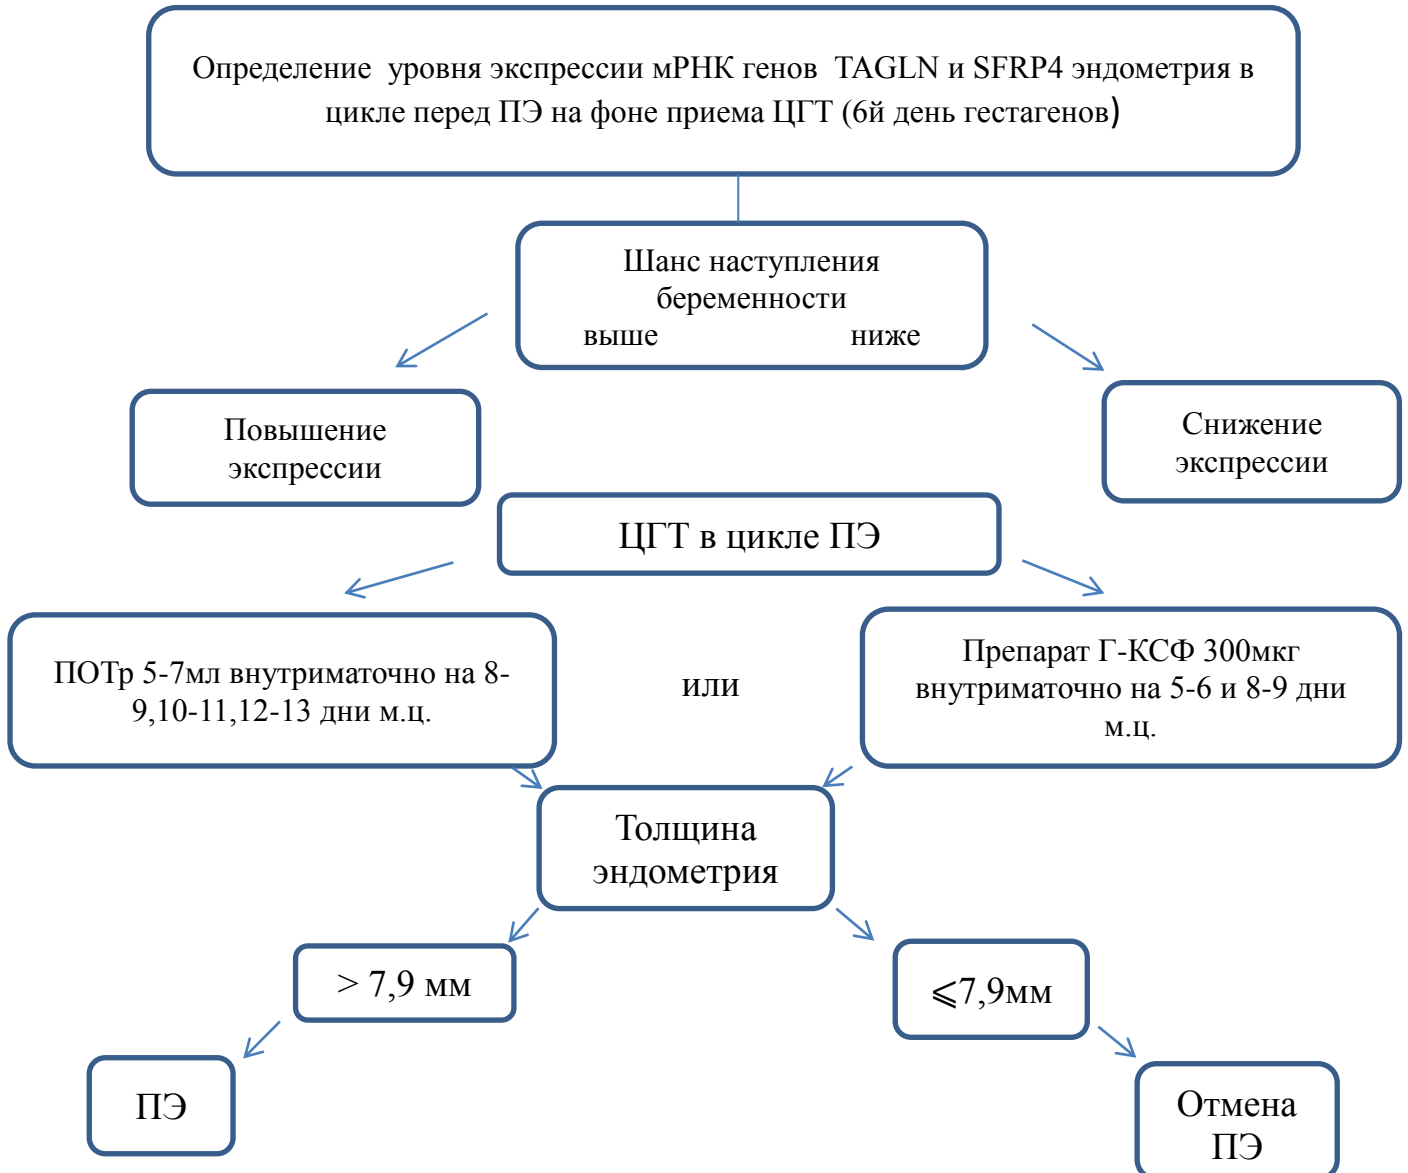 Определение уровня экспрессии мРНК генов TAGLN и SFRP4 эндометрия в
цикле перед ПЭ на фоне приема ЦГТ (6й день гестагенов)
Шанс наступления
беременности
выше ниже
Повышение
экспрессии
Снижение
экспрессии
ЦГТ в цикле ПЭ
ПОТр 5-7мл внутриматочно на 8-
9,10-11,12-13 дни м.ц.
или
Препарат Г-КСФ 300мкг
внутриматочно на 5-6 и 8-9 дни
м.ц.
Толщина
эндометрия
> 7,9 мм
⩽7,9мм
ПЭ
Отмена
ПЭ